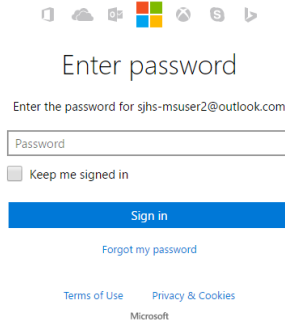 Enter password
Enter the password for sjhs-msuser2@outlook.com
Password
Keep me signed in
Sign in
Forgot my password
Terms of Use Privacy & Cookies
Microsoft